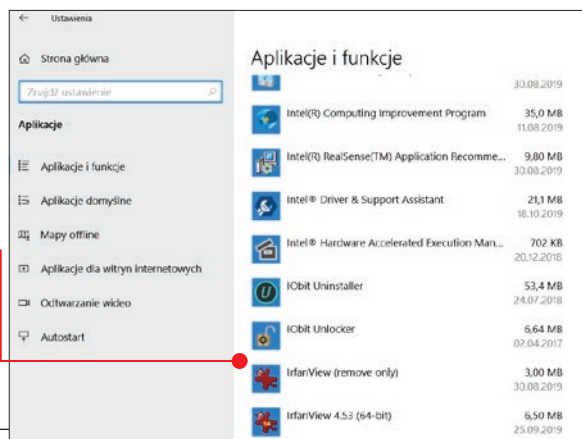 Ustawienia
Strona główna
Znajdź ustawienie
Aplikacje
Aplikacje i funkcje
Aplikacje domyślne
Mapy offline
Aplikacje dla witryn internetowych
Odtwarzanie wideo
Autostart
Aplikacje i funkcje
30.08.2019
Intel(R) Computing Improvement Program 35,0 MB
11.08.2019
Intel(R) RealSense(TM) Application Recomme... 9,80 MB
30.08.2019
Intel® Driver & Support Assistant 21,1 MB
18.10.2019
Intel® Hardware Accelerated Execution Man... 702 KB
20.12.2018
IObit Uninstaller 53,4 MB
24.07.2018
IObit Unlocker 6,64 MB
02.04.2017
IrfanView (remove only) 3,00 MB
30.08.2019
IrfanView 4.53 (64-bit) 6,50 MB
25.09.2019